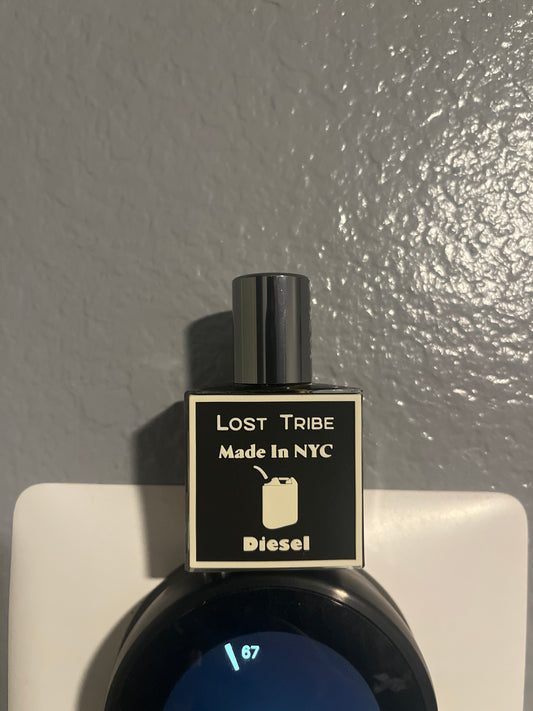 LOST TRIBE
Made In NYC
Diesel
67